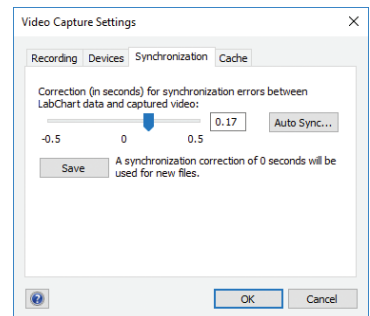 Video Capture Settings
Recording Devices Synchronization Cache
Correction (in seconds) for synchronization errors between
LabChart data and captured video:
0.17 Auto Sync...
-0.5 0 0.5
Save
A synchronization correction of 0 seconds will be
used for new files.
OK Cancel